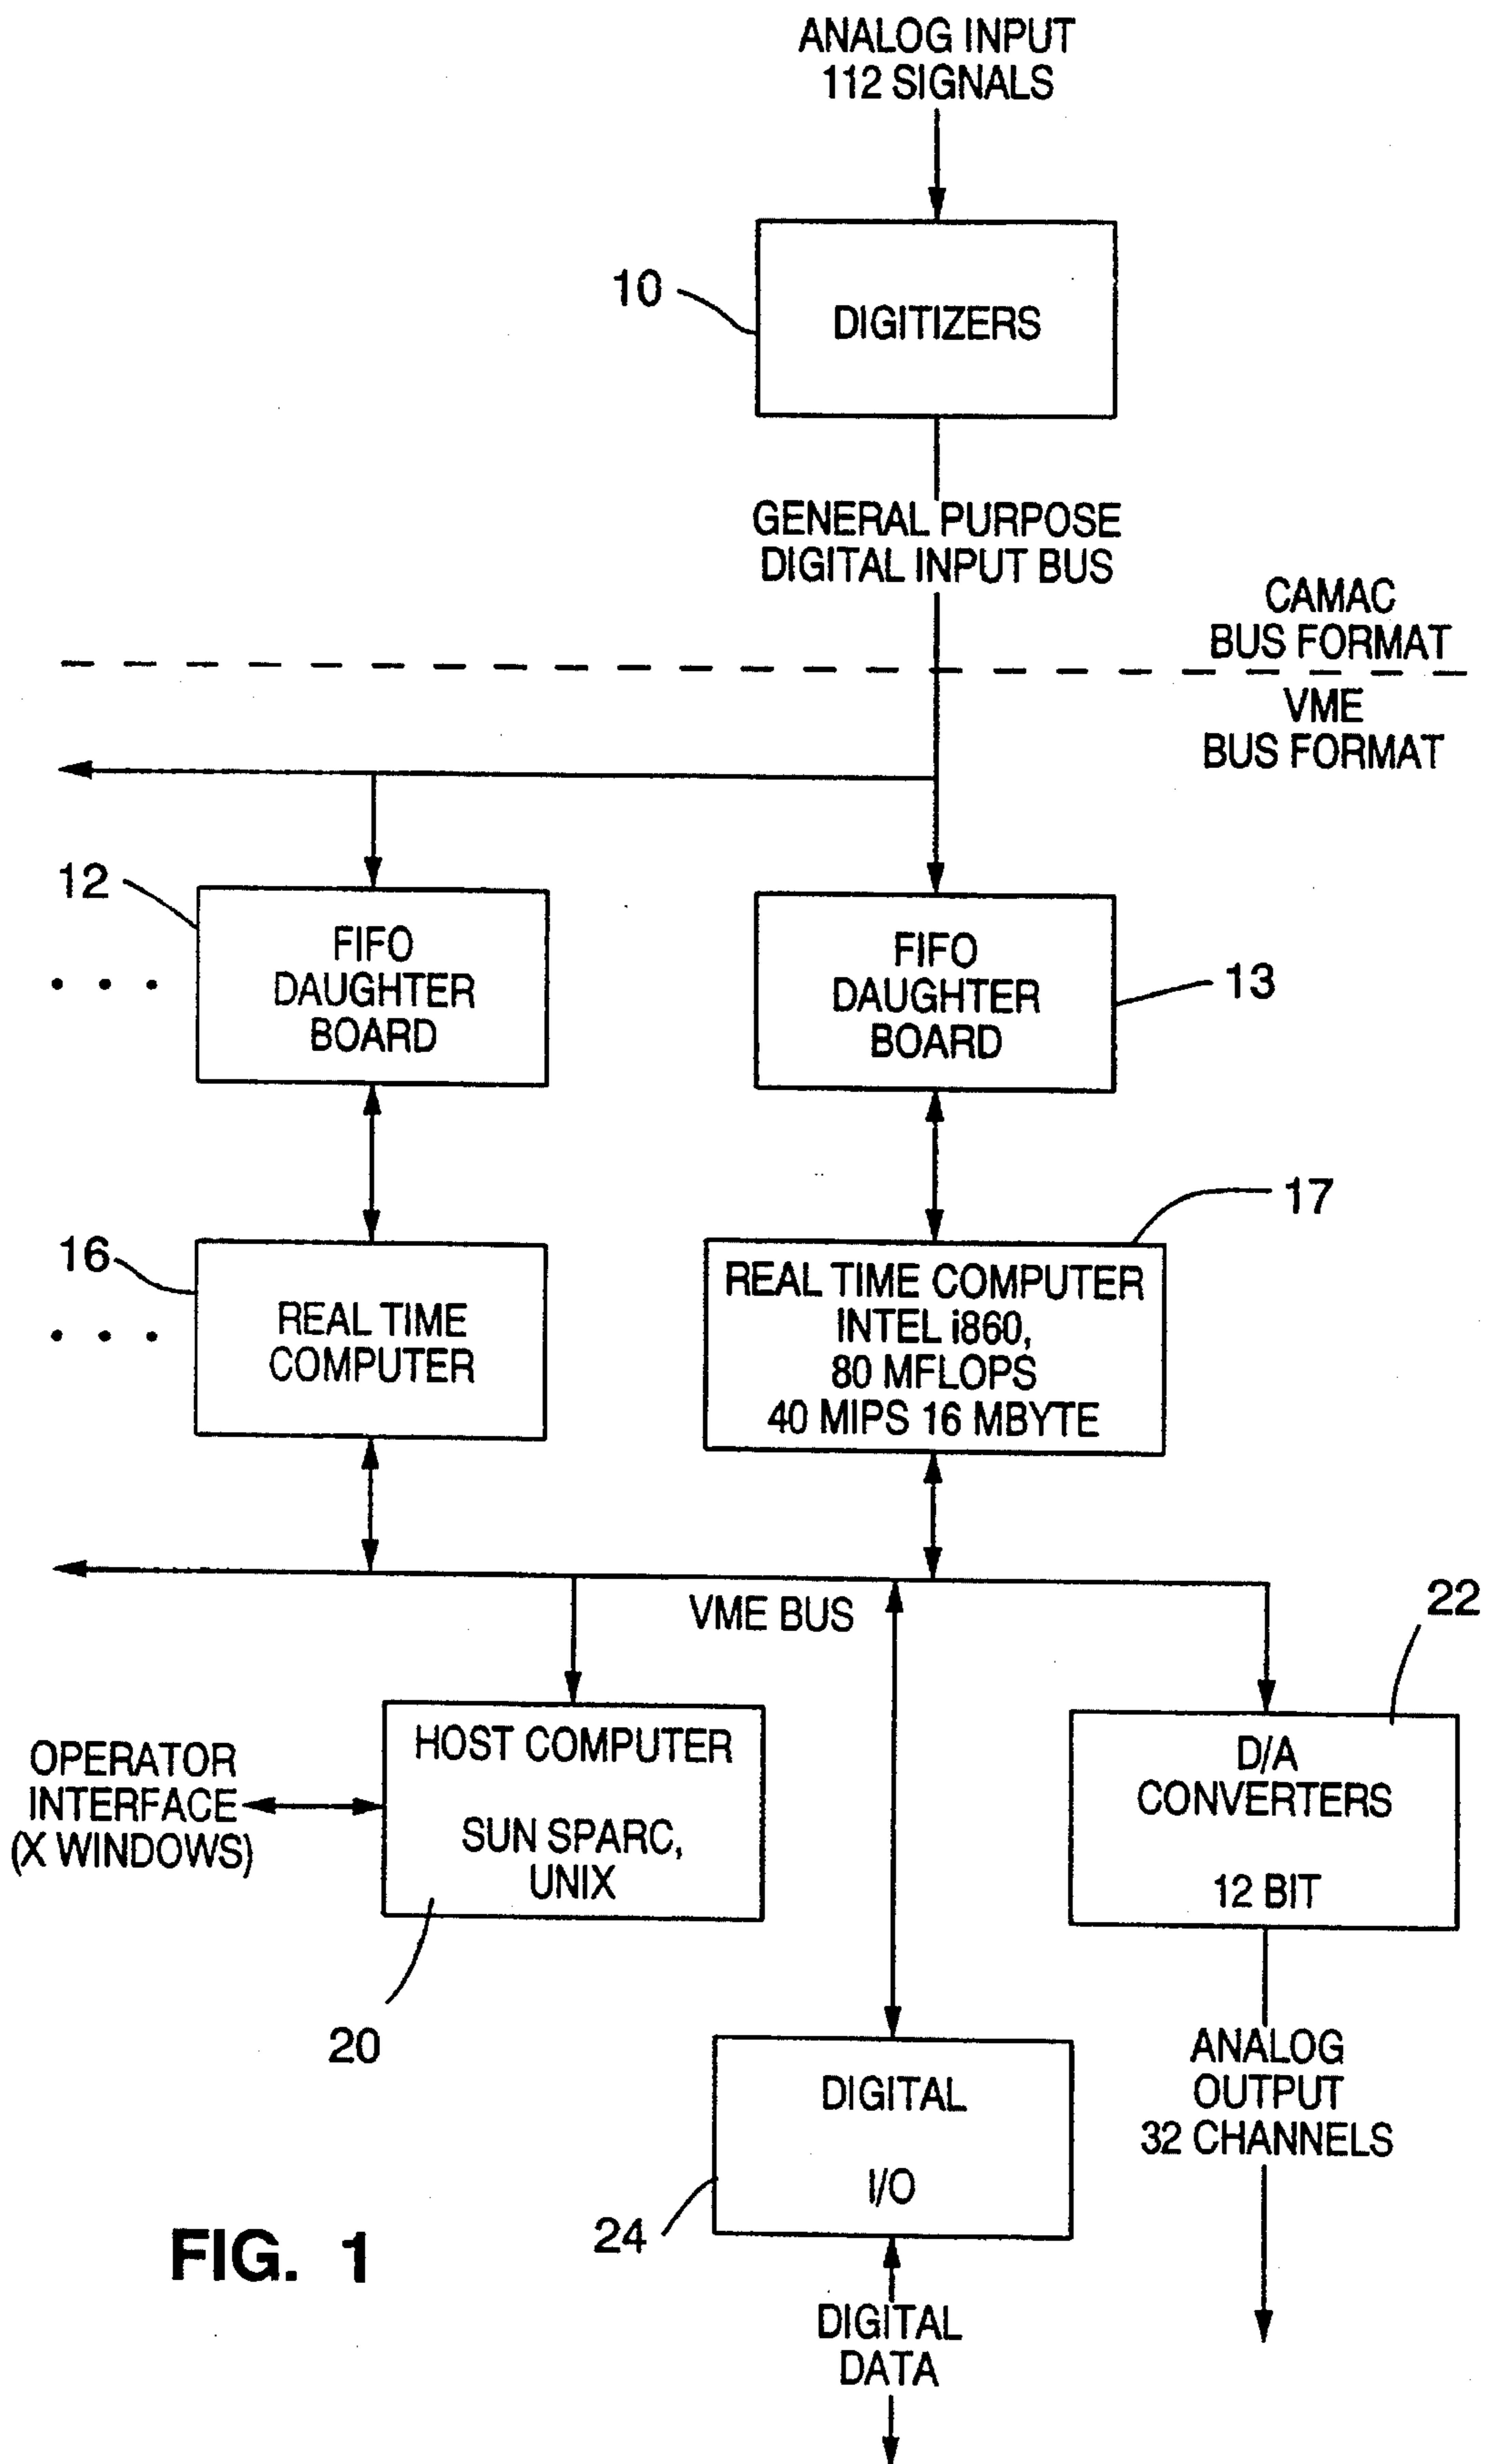 ANALOG INPUT
112 SIGNALS
10
DIGITIZERS
GENERAL PURPOSE
DIGITAL INPUT BUS
CAMAC
BUS FORMAT
VME
BUS FORMAT
12
FIFO
DAUGHTER
BOARD
FIFO
DAUGHTER
BOARD
13
. . .
16
REAL TIME
COMPUTER
17
REAL TIME COMPUTER
INTEL i860,
80 MFLOPS
40 MIPS 16 MBYTE
. . .
VME BUS
22
OPERATOR
INTERFACE
(X WINDOWS)
HOST COMPUTER
SUN SPARC,
UNIX
20
D/A
CONVERTERS
12 BIT
DIGITAL
I/O
24
ANALOG
OUTPUT
32 CHANNELS
DIGITAL
DATA
FIG. 1